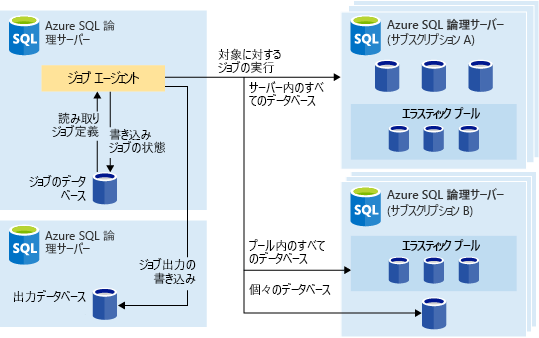 SQL
Azure SQL 論
理サーバー
ジョブ エージェント
読み取り
ジョブ定義
書き込み
ジョブの状態
ジョブのデータ
ベース
SQL
Azure SQL 論
理サーバー
ジョブ出力の
書き込み
出力データベース
対象に対する
ジョブの実行
サーバー内のすべ
てのデータベース
プール内のすべて
のデータベース
個々のデータベース
SQL
Azure SQL 論理サーバー
(サブスクリプション A)
エラスティック プール
SQL
Azure SQL 論理サーバー
(サブスクリプション B)
エラスティック プール